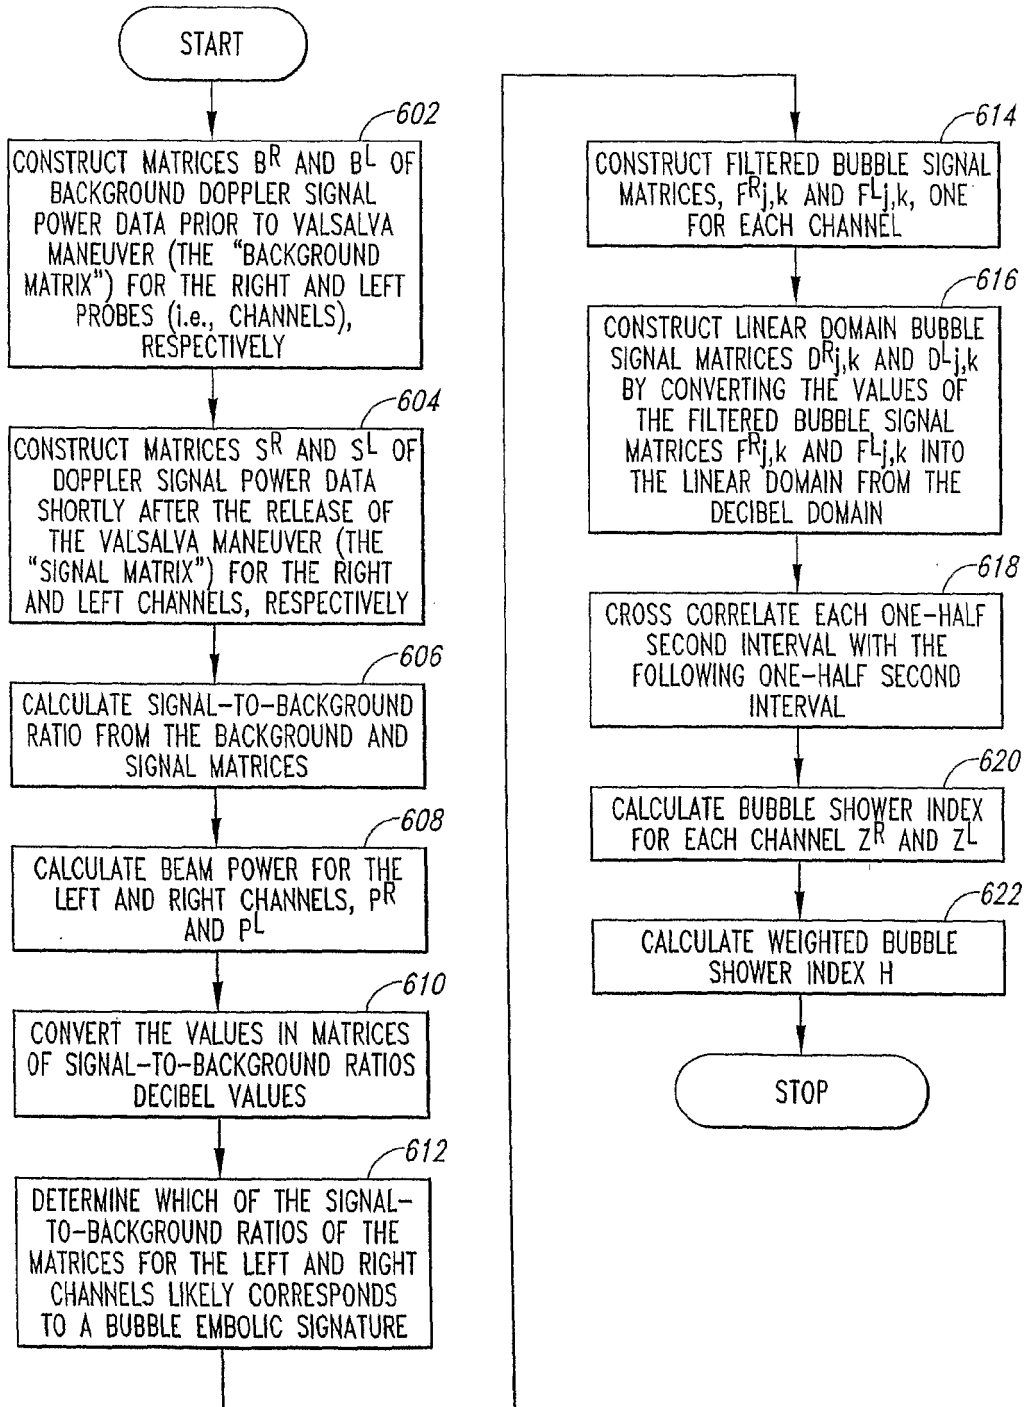 START
602
CONSTRUCT MATRICES B^R AND B^L OF
BACKGROUND DOPPLER SIGNAL
POWER DATA PRIOR TO VALSALVA
MANEUVER (THE "BACKGROUND
MATRIX") FOR THE RIGHT AND LEFT
PROBES (i.e., CHANNELS),
RESPECTIVELY
604
CONSTRUCT MATRICES S^R AND S^L OF
DOPPLER SIGNAL POWER DATA
SHORTLY AFTER THE RELEASE OF
THE VALSALVA MANEUVER (THE
"SIGNAL MATRIX") FOR THE RIGHT
AND LEFT CHANNELS, RESPECTIVELY
606
CALCULATE SIGNAL-TO-BACKGROUND
RATIO FROM THE BACKGROUND AND
SIGNAL MATRICES
608
CALCULATE BEAM POWER FOR THE
LEFT AND RIGHT CHANNELS, P^R
AND P^L
610
CONVERT THE VALUES IN MATRICES
OF SIGNAL-TO-BACKGROUND RATIOS
DECIBEL VALUES
612
DETERMINE WHICH OF THE SIGNAL-
TO-BACKGROUND RATIOS OF THE
MATRICES FOR THE LEFT AND RIGHT
CHANNELS LIKELY CORRESPONDS
TO A BUBBLE EMBOLIC SIGNATURE
614
CONSTRUCT FILTERED BUBBLE SIGNAL
MATRICES, F^Rj,k AND F^Lj,k, ONE
FOR EACH CHANNEL
616
CONSTRUCT LINEAR DOMAIN BUBBLE
SIGNAL MATRICES D^Rj,k AND D^Lj,k
BY CONVERTING THE VALUES OF
THE FILTERED BUBBLE SIGNAL
MATRICES F^Rj,k AND F^Lj,k INTO
THE LINEAR DOMAIN FROM THE
DECIBEL DOMAIN
618
CROSS CORRELATE EACH ONE-HALF
SECOND INTERVAL WITH THE
FOLLOWING ONE-HALF SECOND
INTERVAL
620
CALCULATE BUBBLE SHOWER INDEX
FOR EACH CHANNEL Z^R AND Z^L
622
CALCULATE WEIGHTED BUBBLE
SHOWER INDEX H
STOP